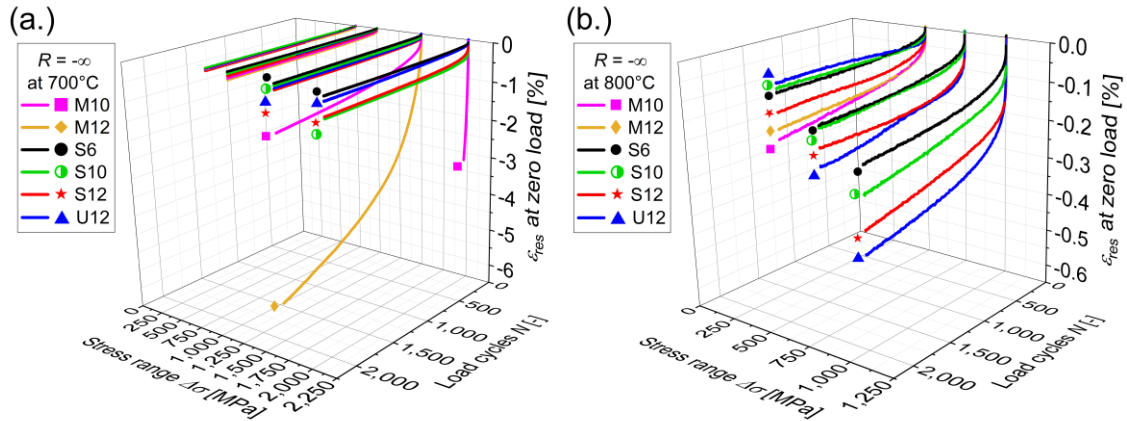 (a.)
R = -∞
at 700°C
M10
M12
S6
S10
S12
U12
0
-1
-2
-3
-4
-5
-6
εres at zero load [%]
0
500
1,000
1,500
2,000
Load cycles N [-]
0
250
500
750
1,000
1,250
1,500
1,750
2,000
2,250
Stress range Δσ [MPa]
(b.)
R = -∞
at 800°C
M10
M12
S6
S10
S12
U12
0.0
-0.1
-0.2
-0.3
-0.4
-0.5
-0.6
εres at zero load [%]
0
500
1,000
1,500
2,000
Load cycles N [-]
0
250
500
750
1,000
1,250
Stress range Δσ [MPa]